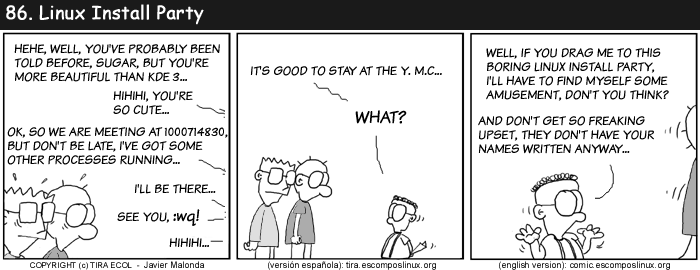 86. Linux Install Party
HEHE, WELL, YOU'VE PROBABLY BEEN
TOLD BEFORE, SUGAR, BUT YOU'RE
MORE BEAUTIFUL THAN KDE 3...
HIHIHI, YOU'RE
SO CUTE...
OK, SO WE ARE MEETING AT 1000714830,
BUT DON'T BE LATE, I'VE GOT SOME
OTHER PROCESSES RUNNING...
I'LL BE THERE...
SEE YOU, :wq!
HIHIHI...
IT'S GOOD TO STAY AT THE Y. M.C...
WHAT?
WELL, IF YOU DRAG ME TO THIS
BORING LINUX INSTALL PARTY,
I'LL HAVE TO FIND MYSELF SOME
AMUSEMENT, DON'T YOU THINK?
AND DON'T GET SO FREAKING
UPSET, THEY DON'T HAVE YOUR
NAMES WRITTEN ANYWAY...
COPYRIGHT (c) TIRA ECOL - Javier Malonda
(versión española): tira.escomposlinux.org
(english version): comic.escomposlinux.org